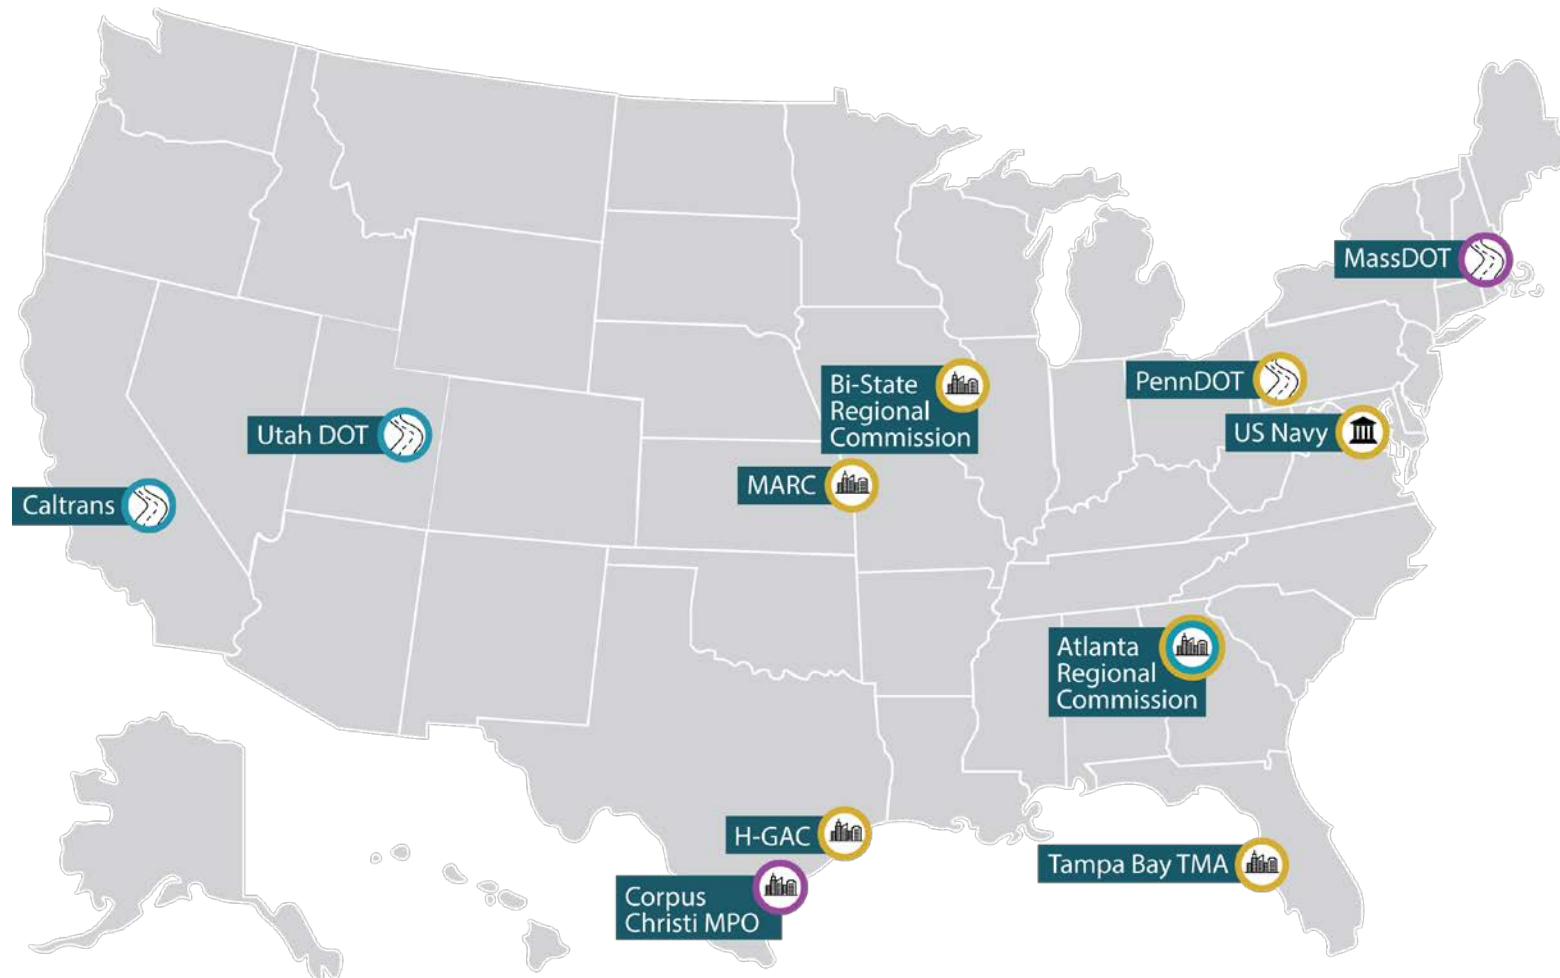 MassDOT
Bi-State
Regional
Commission
PennDOT
Utah DOT
US Navy
MARC
Caltrans
Atlanta
Regional
Commission
H-GAC
Tampa Bay TMA
Corpus
Christi MPO